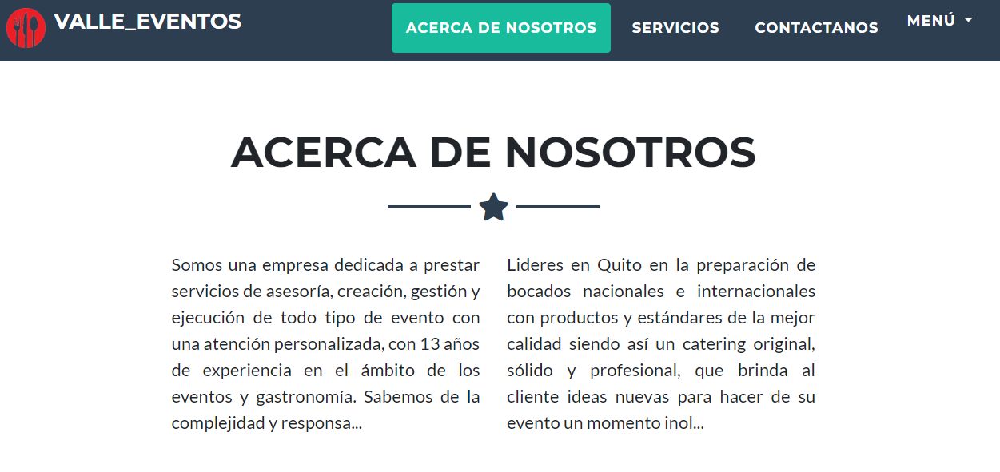 VALLE_EVENTOS
ACERCA DE NOSOTROS
SERVICIOS
CONTACTANOS
MENÚ
ACERCA DE NOSOTROS
Somos una empresa dedicada a prestar
servicios de asesoría, creación, gestión y
ejecución de todo tipo de evento con
una atención personalizada, con 13 años
de experiencia en el ámbito de los
eventos y gastronomía. Sabemos de la
complejidad y responsa...
Lideres en Quito en la preparación de
bocados nacionales e internacionales
con productos y estándares de la mejor
calidad siendo así un catering original,
sólido y profesional, que brinda al
cliente ideas nuevas para hacer de su
evento un momento inol...